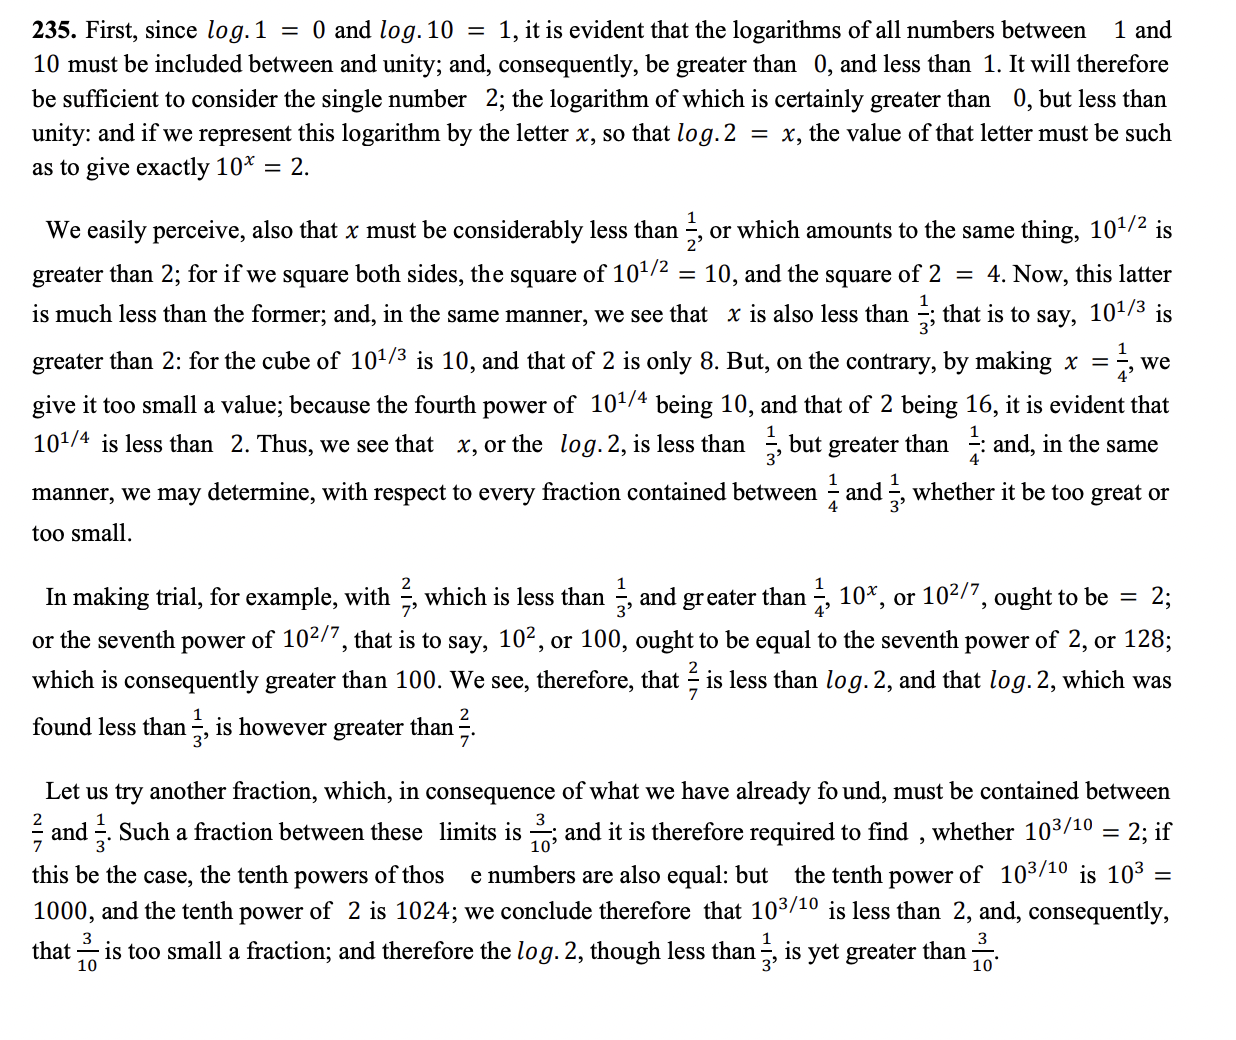 235. First, since log. 1 = 0 and log. 10 = 1, it is evident that the logarithms of all numbers between 1 and
10 must be included between and unity; and, consequently, be greater than 0, and less than 1. It will therefore
be sufficient to consider the single number 2; the logarithm of which is certainly greater than 0, but less than
unity: and if we represent this logarithm by the letter x, so that log. 2 = x, the value of that letter must be such
as to give exactly 10^x = 2.
We easily perceive, also that x must be considerably less than 1/2, or which amounts to the same thing, 10^1/2 is
greater than 2; for if we square both sides, the square of 10^1/2 = 10, and the square of 2 = 4. Now, this latter
is much less than the former; and, in the same manner, we see that x is also less than 1/3; that is to say, 10^1/3 is
greater than 2: for the cube of 10^1/3 is 10, and that of 2 is only 8. But, on the contrary, by making x = 1/4, we
give it too small a value; because the fourth power of 10^1/4 being 10, and that of 2 being 16, it is evident that
10^1/4 is less than 2. Thus, we see that x, or the log. 2, is less than 1/3, but greater than 1/4: and, in the same
manner, we may determine, with respect to every fraction contained between 1/4 and 1/3, whether it be too great or
too small.
In making trial, for example, with 2/7, which is less than 1/3, and gr eater than 1/4, 10^x, or 10^2/7, ought to be = 2;
or the seventh power of 10^2/7, that is to say, 10^2, or 100, ought to be equal to the seventh power of 2, or 128;
which is consequently greater than 100. We see, therefore, that 2/7 is less than log. 2, and that log. 2, which was
found less than 1/3, is however greater than 2/7.
Let us try another fraction, which, in consequence of what we have already fo und, must be contained between
2/7 and 1/3. Such a fraction between these limits is 3/10; and it is therefore required to find , whether 10^3/10 = 2; if
this be the case, the tenth powers of thos e numbers are also equal: but the tenth power of 10^3/10 is 10^3 =
1000, and the tenth power of 2 is 1024; we conclude therefore that 10^3/10 is less than 2, and, consequently,
that 3/10 is too small a fraction; and therefore the log. 2, though less than 1/3, is yet greater than 3/10.